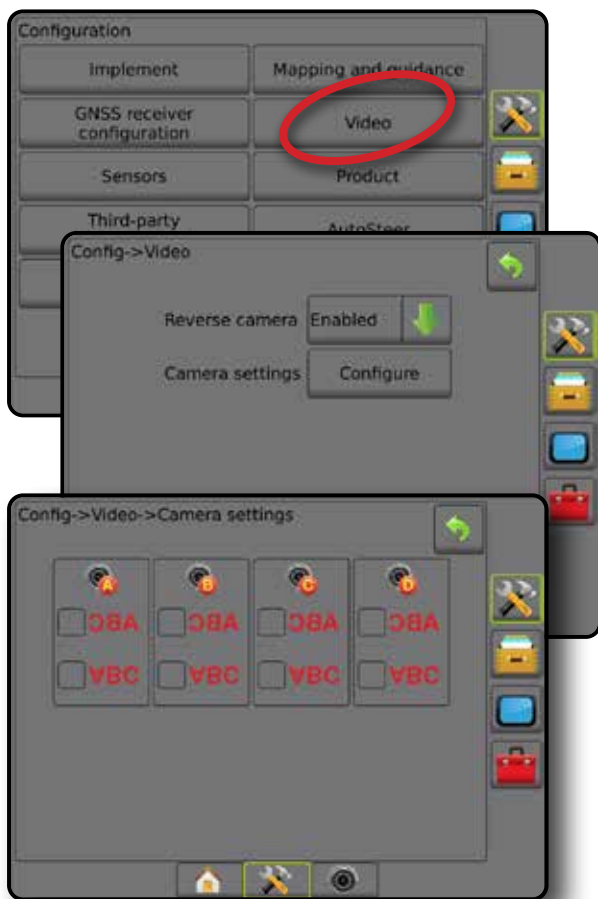 Configuration
Implement
Mapping and guidance
GNSS receiver
configuration
Video
Sensors
Product
Third-party
AutoSteer
Config->Video
Reverse camera Enabled
Camera settings Configure
Config->Video->Camera settings
A B C D
ABC ABC ABC ABC
ABC ABC ABC ABC